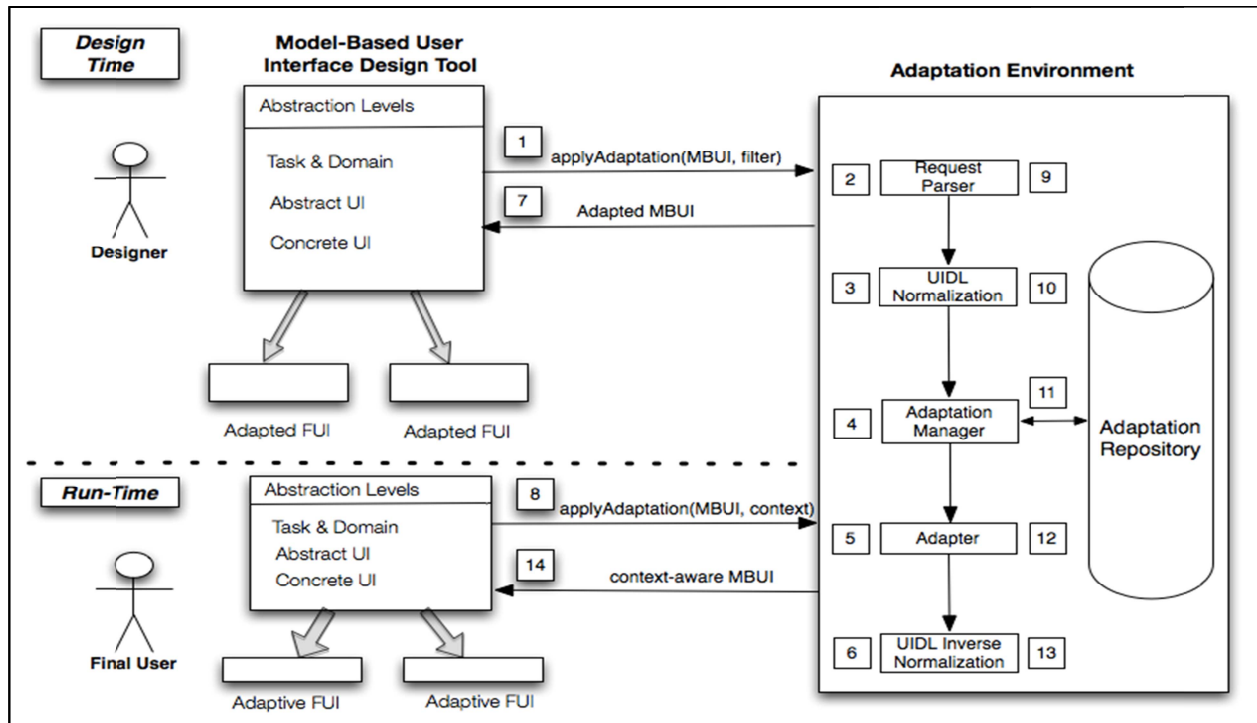 Design
Time
Model-Based User
Interface Design Tool
Adaptation Environment
Abstraction Levels
Task & Domain
Abstract UI
Concrete UI
Designer
1
applyAdaptation(MBUI, filter)
7
Adapted MBUI
2
Request
Parser
9
3
UIDL
Normalization
10
11
4
Adaptation
Manager
Adaptation
Repository
Adapted FUI
Adapted FUI
Run-Time
Abstraction Levels
Task & Domain
Abstract UI
Concrete UI
8
applyAdaptation(MBUI, context)
14
context-aware MBUI
5
Adapter
12
6
UIDL Inverse
Normalization
13
Final User
Adaptive FUI
Adaptive FUI